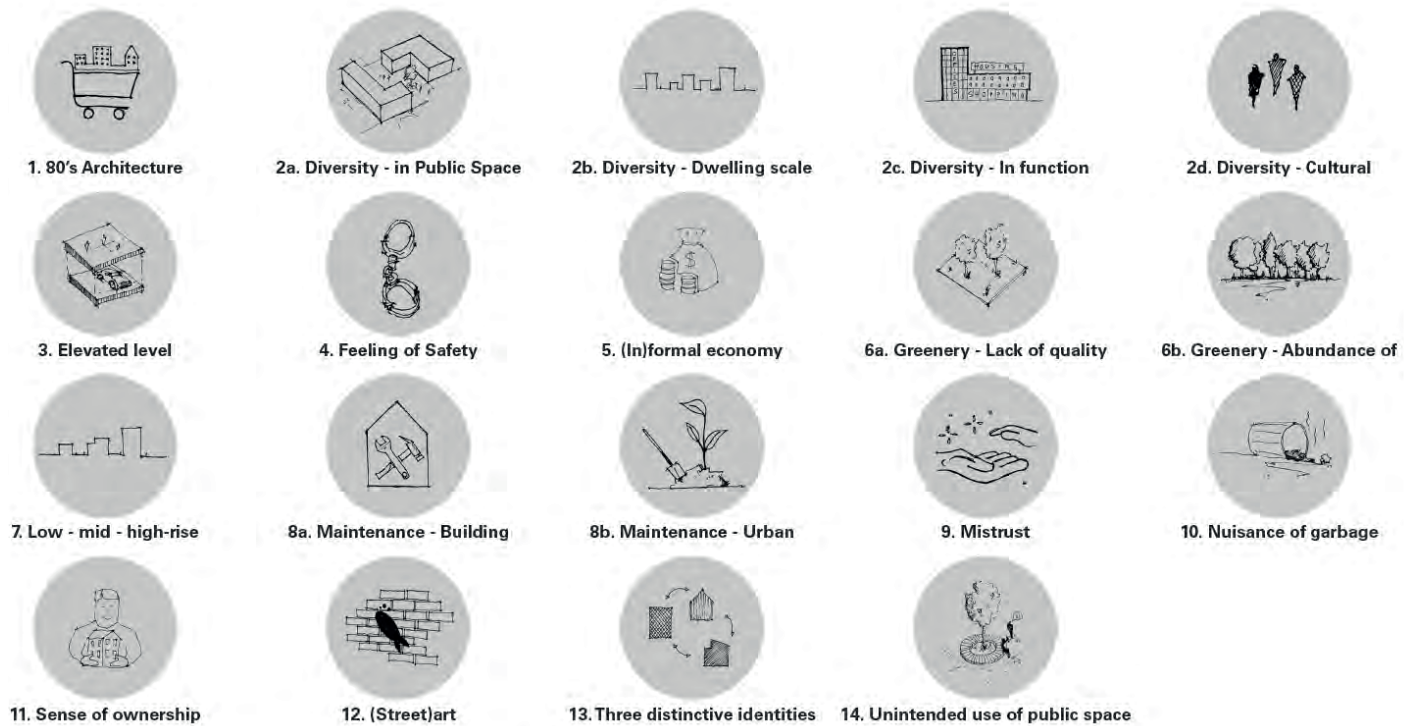 1. 80's Architecture
2a. Diversity - in Public Space
2b. Diversity - Dwelling scale
2c. Diversity - In function
2d. Diversity - Cultural
3. Elevated level
4. Feeling of Safety
5. (In)formal economy
6a. Greenery - Lack of quality
6b. Greenery - Abundance of
7. Low - mid - high-rise
8a. Maintenance - Building
8b. Maintenance - Urban
9. Mistrust
10. Nuisance of garbage
11. Sense of ownership
12. (Street)art
13. Three distinctive identities
14. Unintended use of public space
HOUSING
SHOPPING
$